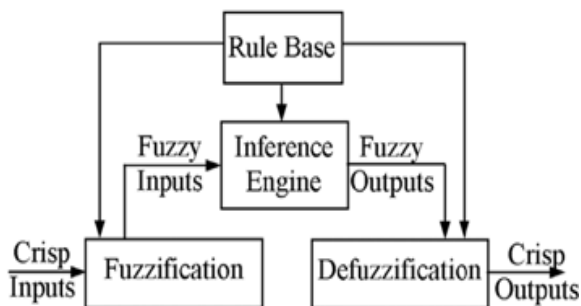 Rule Base
Fuzzy
Inputs
Inference
Engine
Fuzzy
Outputs
Crisp
Inputs
Fuzzification
Defuzzification
Crisp
Outputs